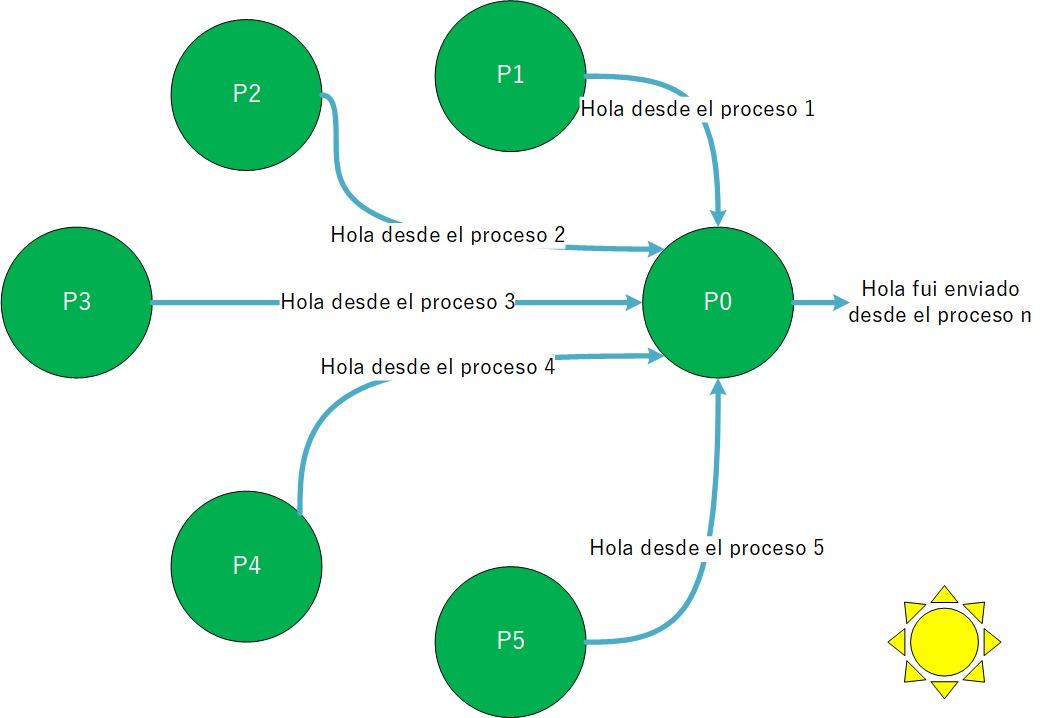 P1
P2
Hola desde el proceso 1
Hola desde el proceso 2
P3
Hola desde el proceso 3
P0
Hola fui enviado
desde el proceso n
Hola desde el proceso 4
P4
Hola desde el proceso 5
P5